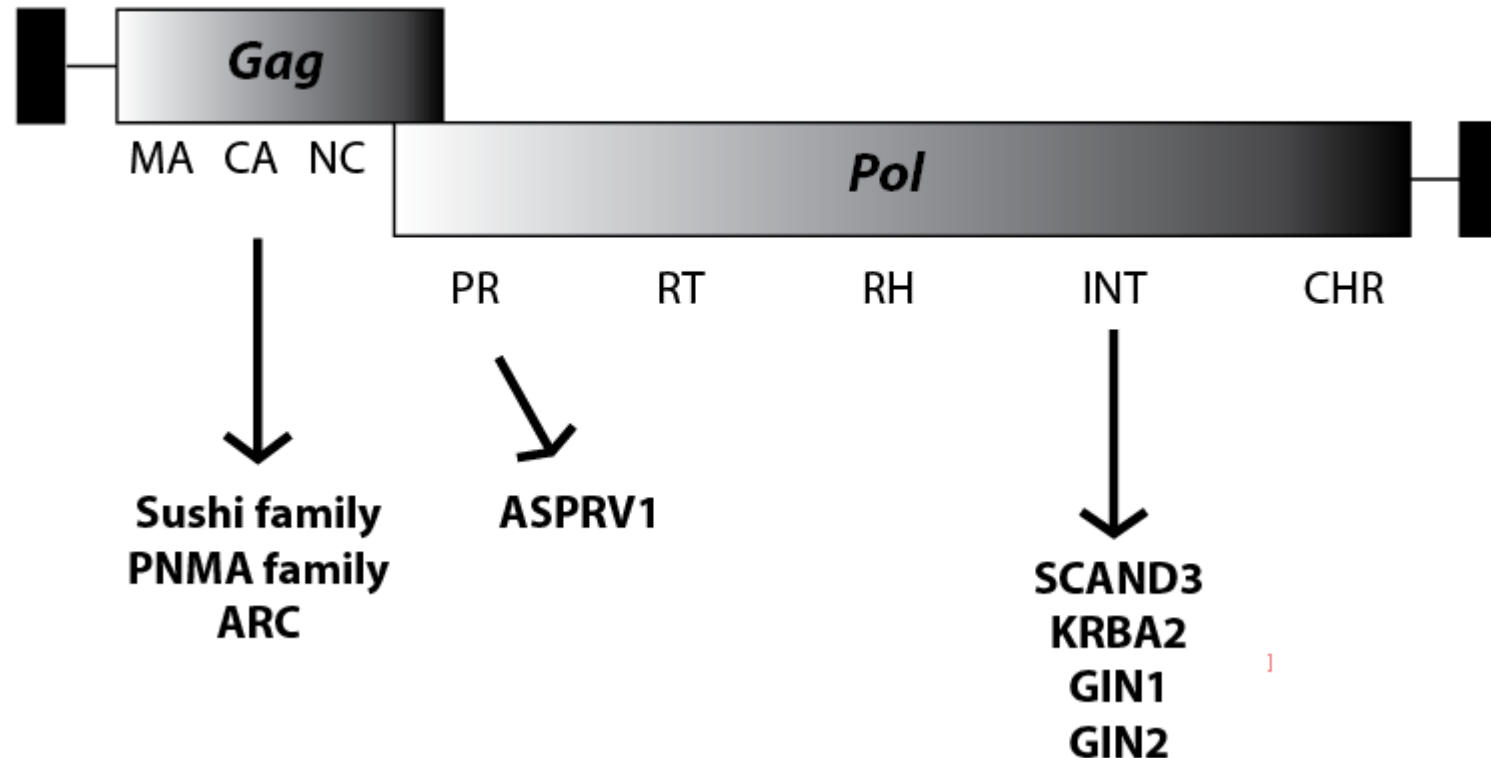 Gag
MA CA NC
Pol
PR RT RH INT CHR
Sushi family
PNMA family
ARC
ASPRV1
SCAND3
KRBA2
GIN1
GIN2
]